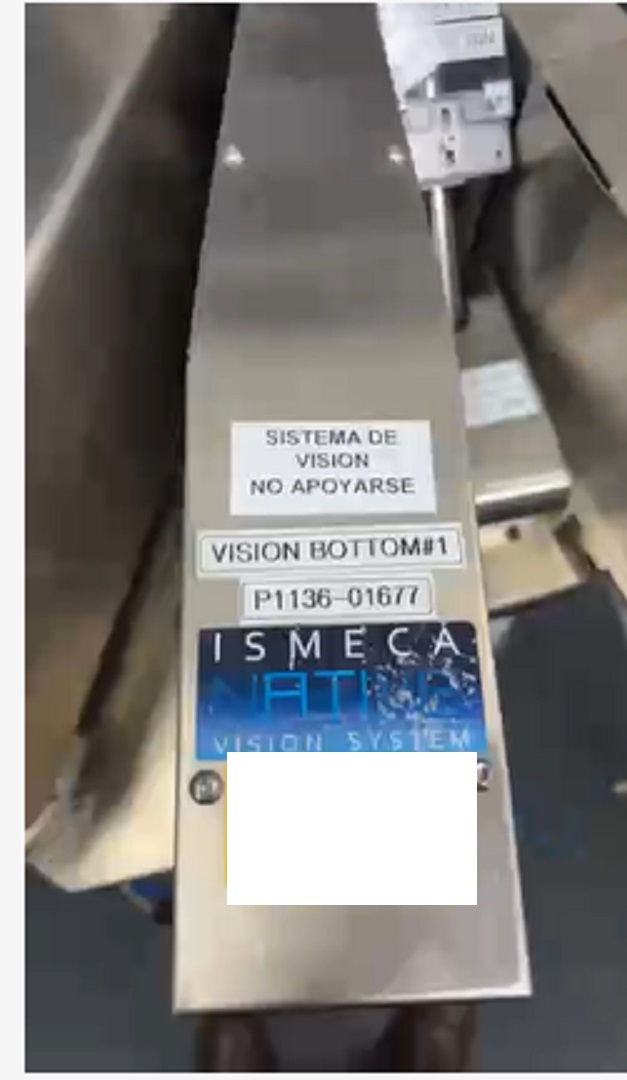 SISTEMA DE
VISION
NO APOYARSE
VISION BOTTOM#1
P1136-01677
ISMECA
VISION SYSTEM